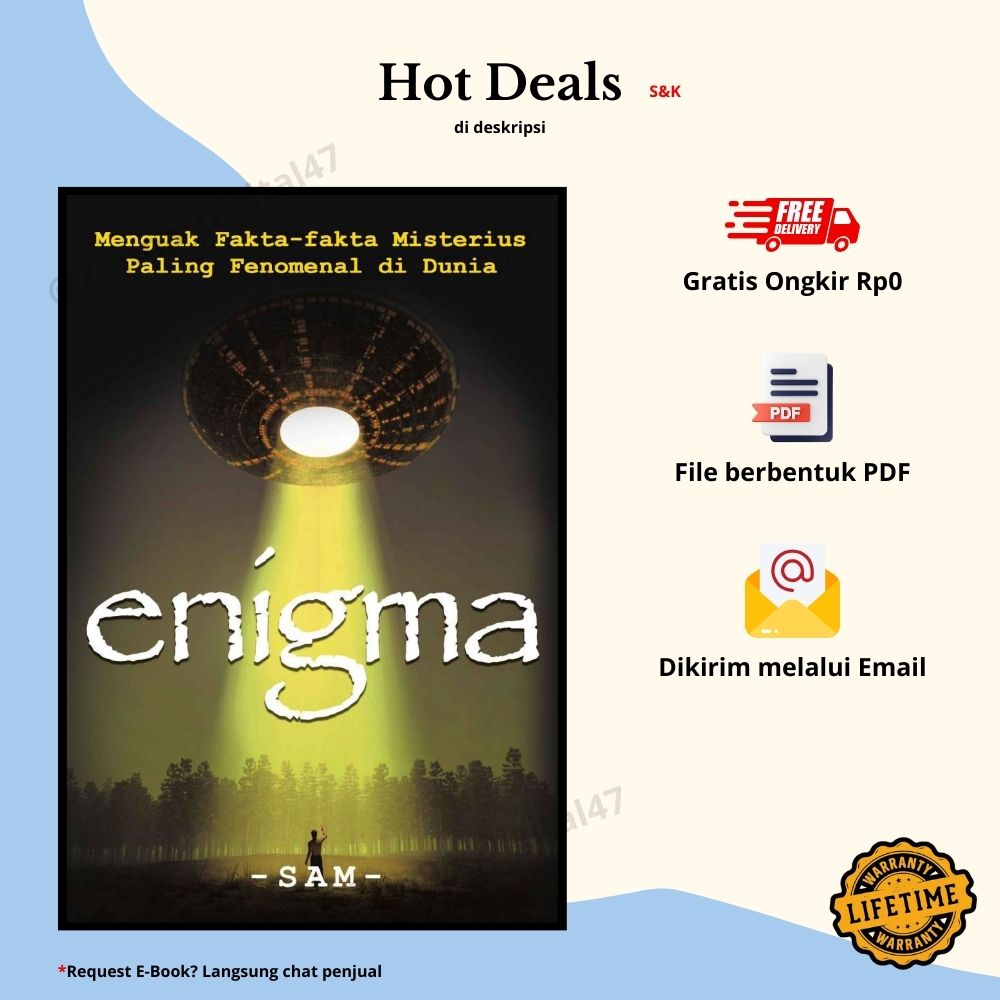 Hot Deals
S&K
di deskripsi
Menguak Fakta-fakta Misterius
Paling Fenomenal di Dunia
enigma
-SAM-
FREE
DELIVERY
Gratis Ongkir Rp0
PDF
File berbentuk PDF
@
Dikirim melalui Email
WARRANTY
LIFETIME
WARRANTY
*Request E-Book? Langsung chat penjual